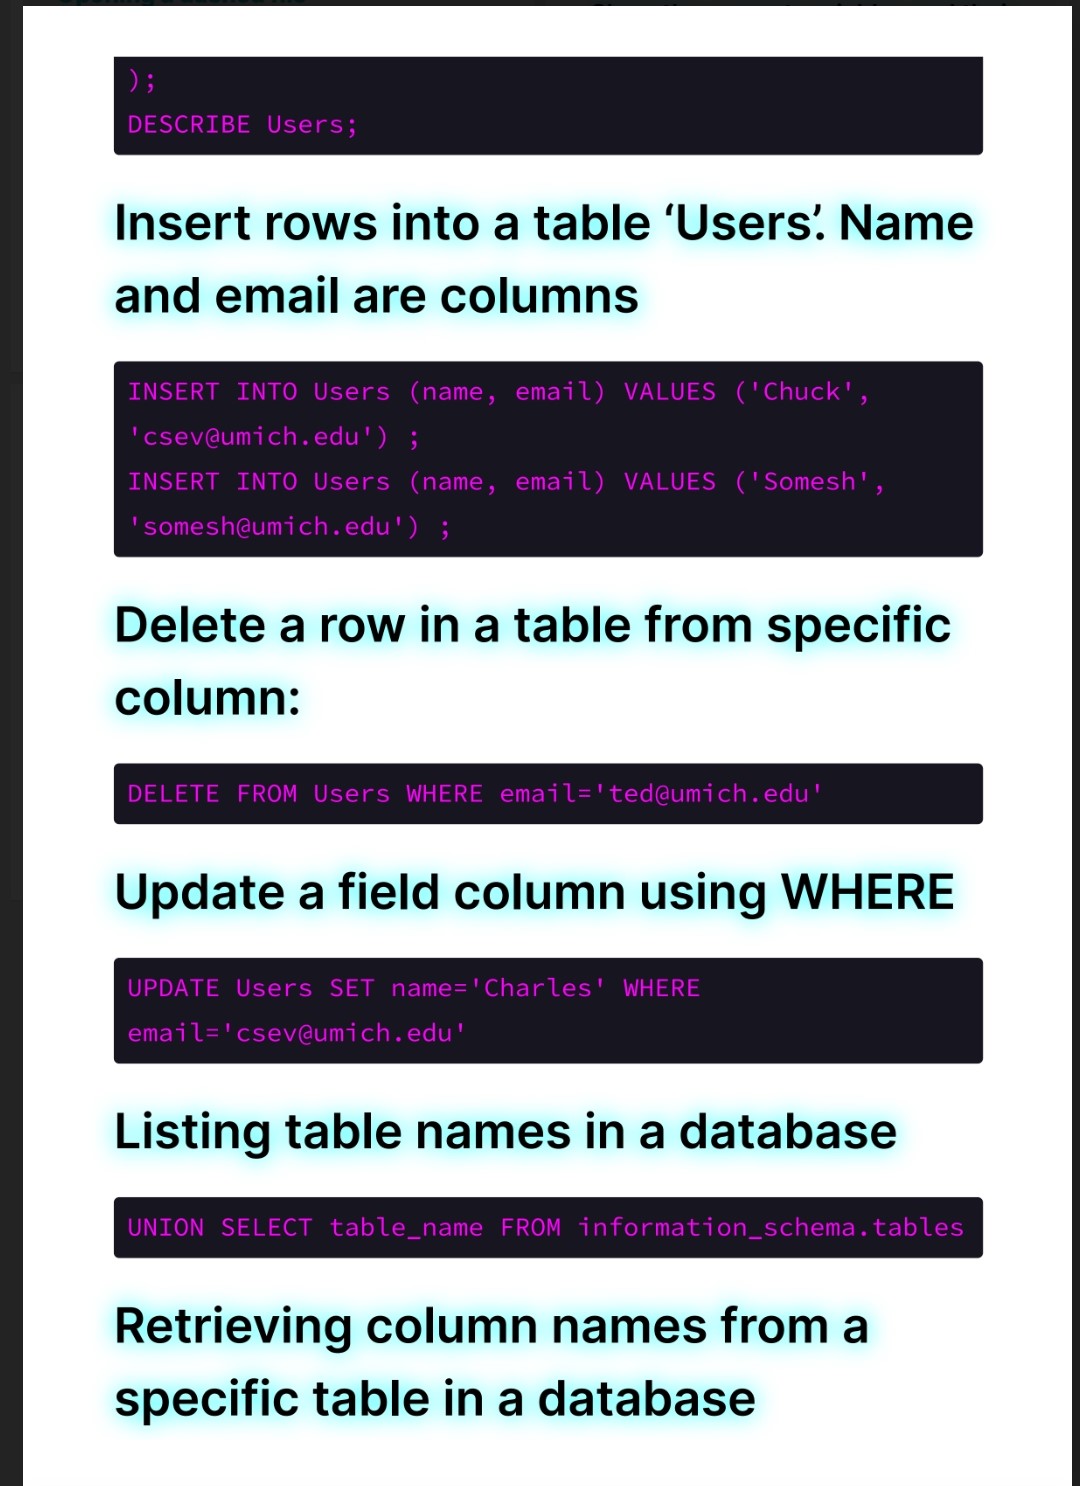 );
DESCRIBE Users;
Insert rows into a table ‘Users’. Name
and email are columns
INSERT INTO Users (name, email) VALUES ('Chuck',
'csev@umich.edu') ;
INSERT INTO Users (name, email) VALUES ('Somesh',
'somesh@umich.edu') ;
Delete a row in a table from specific
column:
DELETE FROM Users WHERE email='ted@umich.edu'
Update a field column using WHERE
UPDATE Users SET name='Charles' WHERE
email='csev@umich.edu'
Listing table names in a database
UNION SELECT table_name FROM information_schema.tables
Retrieving column names from a
specific table in a database